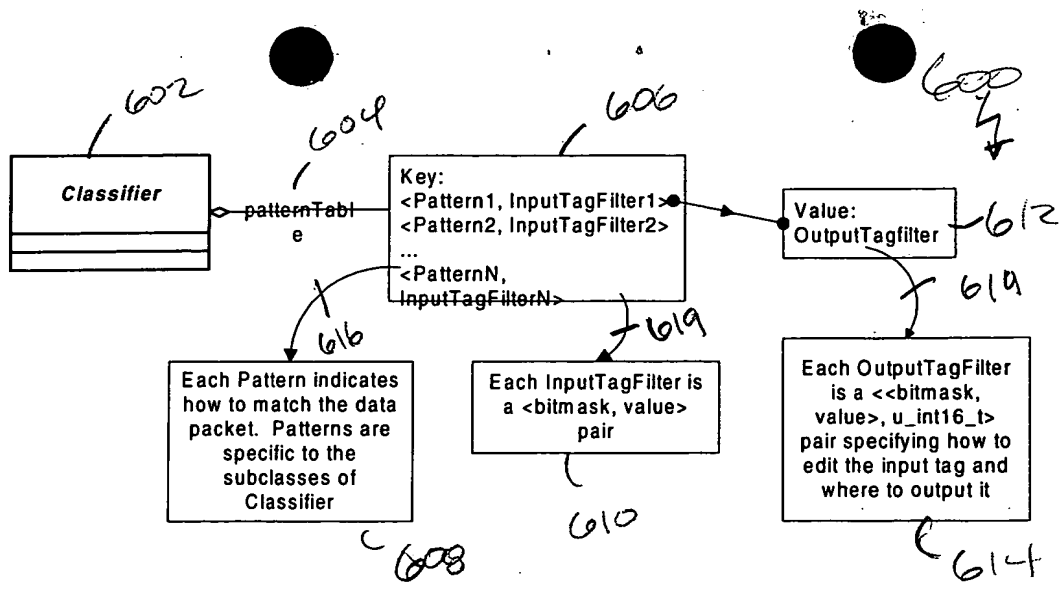 600
602
604
606
Classifier
patternTabl
e
Key:
<Pattern1, InputTagFilter1>
<Pattern2, InputTagFilter2>
...
<PatternN,
InputTagFilterN>
Value:
OutputTagfilter
612
616
619
619
Each Pattern indicates
how to match the data
packet. Patterns are
specific to the
subclasses of
Classifier
Each InputTagFilter is
a <bitmask, value>
pair
Each OutputTagFilter
is a <<bitmask,
value>, u_int16_t>
pair specifying how to
edit the input tag and
where to output it
608
610
614